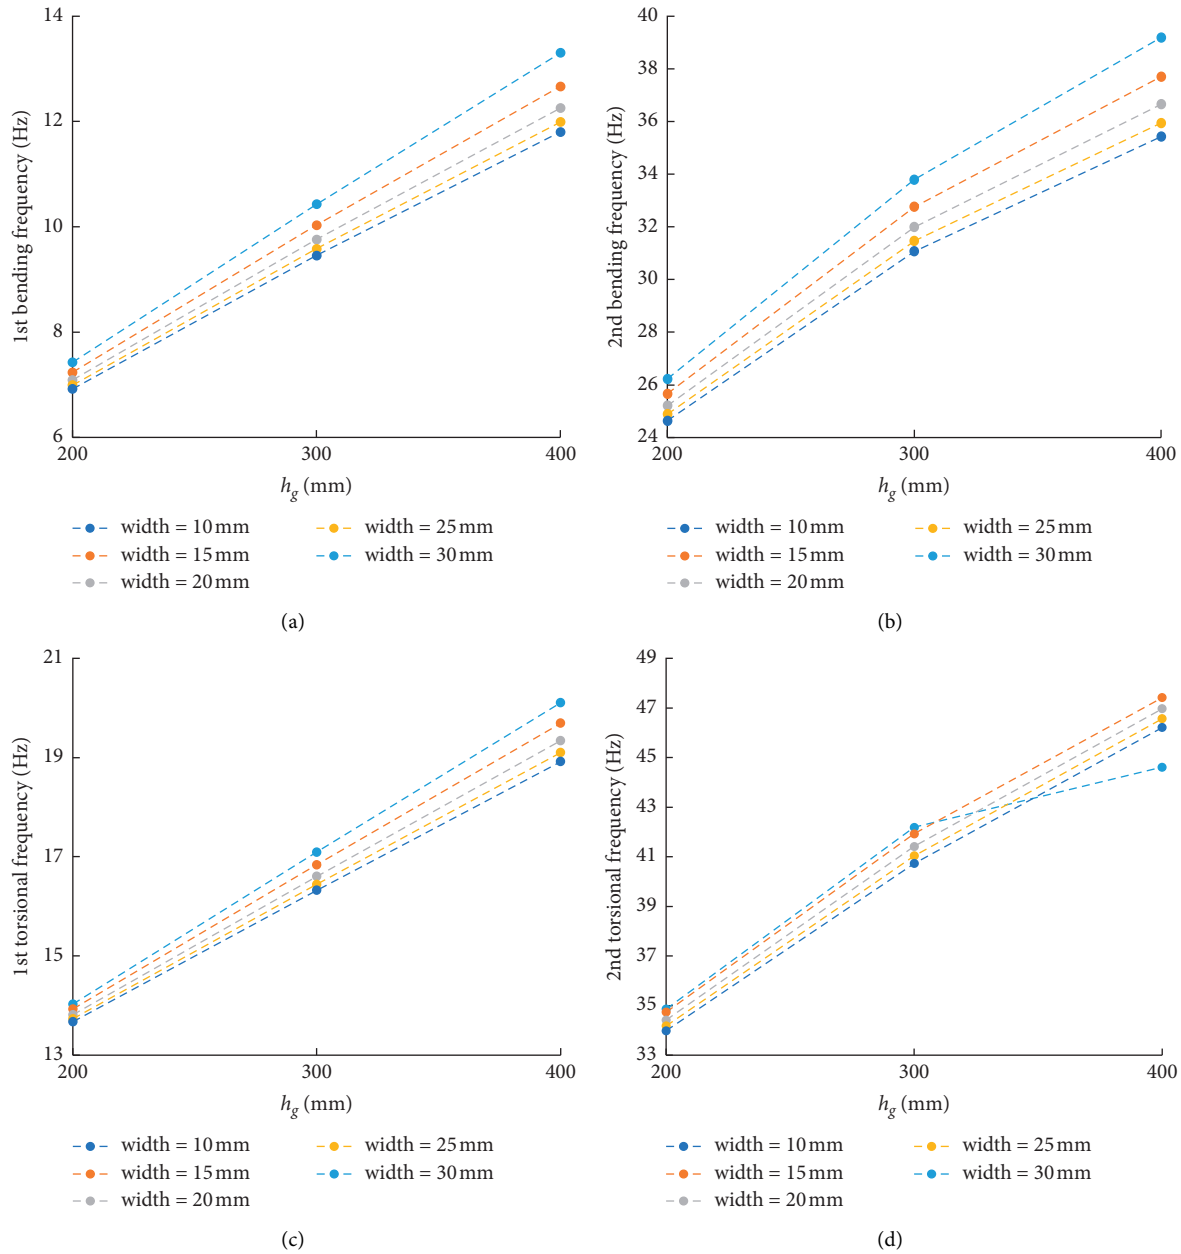 14
12
10
8
6
1st bending frequency (Hz)
200 300 400
h_g (mm)
width = 10 mm width = 25 mm
width = 15 mm width = 30 mm
width = 20 mm
(a)
40
38
36
34
32
30
28
26
24
2nd bending frequency (Hz)
200 300 400
h_g (mm)
width = 10 mm width = 25 mm
width = 15 mm width = 30 mm
width = 20 mm
(b)
21
19
17
15
13
1st torsional frequency (Hz)
200 300 400
h_g (mm)
width = 10 mm width = 25 mm
width = 15 mm width = 30 mm
width = 20 mm
(c)
49
47
45
43
41
39
37
35
33
2nd torsional frequency (Hz)
200 300 400
h_g (mm)
width = 10 mm width = 25 mm
width = 15 mm width = 30 mm
width = 20 mm
(d)